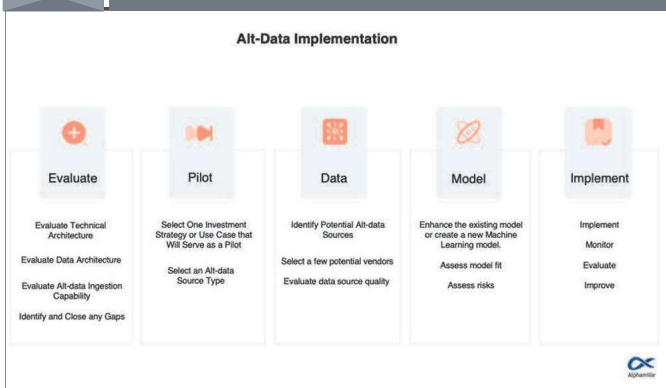 Alt-Data Implementation
Evaluate
Evaluate Technical
Architecture
Evaluate Data Architecture
Evaluate Alt-data Ingestion
Capability
Identify and Close any Gaps
Pilot
Select One Investment
Strategy or Use Case that
Will Serve as a Pilot
Select an Alt-data
Source Type
Data
Identify Potential Alt-data
Sources
Select a few potential vendors
Evaluate data source quality
Model
Enhance the existing model
or create a new Machine
Learning model.
Assess model fit
Assess risks
Implement
Implement
Monitor
Evaluate
Improve